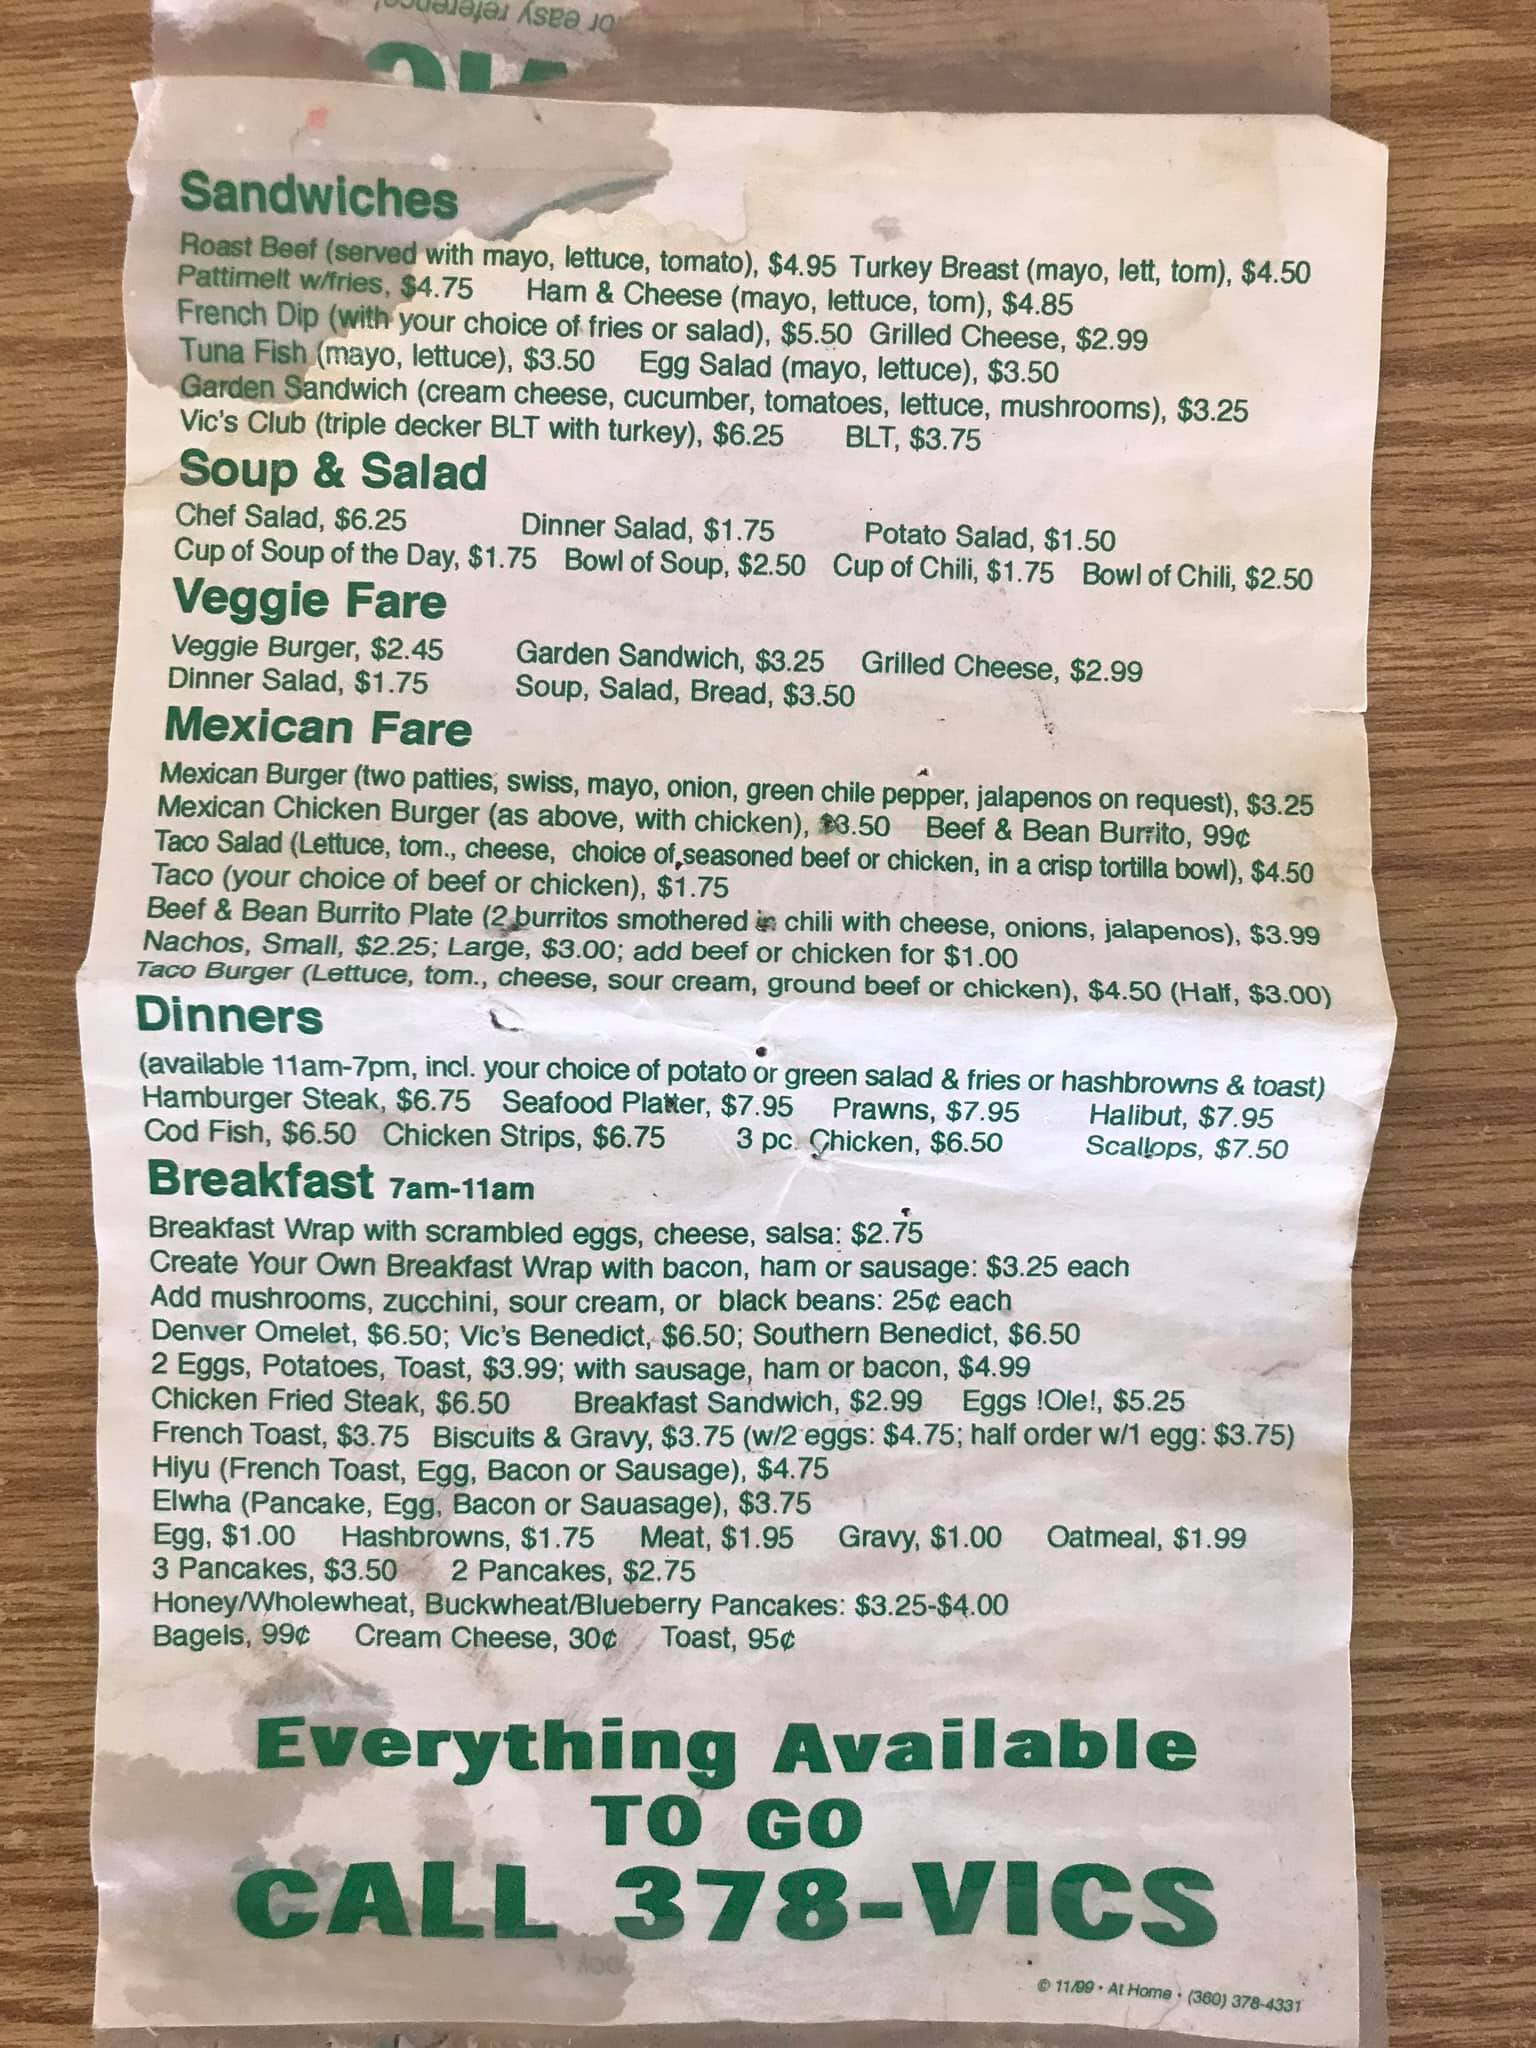 or easy reference!
VIC
Sandwiches
Roast Beef (served with mayo, lettuce, tomato), $4.95 Turkey Breast (mayo, lett, tom), $4.50
Pattimelt w/fries, $4.75 Ham & Cheese (mayo, lettuce, tom), $4.85
French Dip (with your choice of fries or salad), $5.50 Grilled Cheese, $2.99
Tuna Fish (mayo, lettuce), $3.50 Egg Salad (mayo, lettuce), $3.50
Garden Sandwich (cream cheese, cucumber, tomatoes, lettuce, mushrooms), $3.25
Vic's Club (triple decker BLT with turkey), $6.25 BLT, $3.75
Soup & Salad
Chef Salad, $6.25 Dinner Salad, $1.75 Potato Salad, $1.50
Cup of Soup of the Day, $1.75 Bowl of Soup, $2.50 Cup of Chili, $1.75 Bowl of Chili, $2.50
Veggie Fare
Veggie Burger, $2.45 Garden Sandwich, $3.25 Grilled Cheese, $2.99
Dinner Salad, $1.75 Soup, Salad, Bread, $3.50
Mexican Fare
Mexican Burger (two patties, swiss, mayo, onion, green chile pepper, jalapenos on request), $3.25
Mexican Chicken Burger (as above, with chicken), $3.50 Beef & Bean Burrito, 99¢
Taco Salad (Lettuce, tom., cheese, choice of seasoned beef or chicken, in a crisp tortilla bowl), $4.50
Taco (your choice of beef or chicken), $1.75
Beef & Bean Burrito Plate (2 burritos smothered in chili with cheese, onions, jalapenos), $3.99
Nachos, Small, $2.25; Large, $3.00; add beef or chicken for $1.00
Taco Burger (Lettuce, tom., cheese, sour cream, ground beef or chicken), $4.50 (Half, $3.00)
Dinners
(available 11am-7pm, incl. your choice of potato or green salad & fries or hashbrowns & toast)
Hamburger Steak, $6.75 Seafood Platter, $7.95 Prawns, $7.95 Halibut, $7.95
Cod Fish, $6.50 Chicken Strips, $6.75 3 pc. Chicken, $6.50 Scallops, $7.50
Breakfast 7am-11am
Breakfast Wrap with scrambled eggs, cheese, salsa: $2.75
Create Your Own Breakfast Wrap with bacon, ham or sausage: $3.25 each
Add mushrooms, zucchini, sour cream, or black beans: 25¢ each
Denver Omelet, $6.50; Vic's Benedict, $6.50; Southern Benedict, $6.50
2 Eggs, Potatoes, Toast, $3.99; with sausage, ham or bacon, $4.99
Chicken Fried Steak, $6.50 Breakfast Sandwich, $2.99 Eggs !Ole!, $5.25
French Toast, $3.75 Biscuits & Gravy, $3.75 (w/2 eggs: $4.75; half order w/1 egg: $3.75)
Hiyu (French Toast, Egg, Bacon or Sausage), $4.75
Elwha (Pancake, Egg, Bacon or Sauasage), $3.75
Egg, $1.00 Hashbrowns, $1.75 Meat, $1.95 Gravy, $1.00 Oatmeal, $1.99
3 Pancakes, $3.50 2 Pancakes, $2.75
Honey/Wholewheat, Buckwheat/Blueberry Pancakes: $3.25-$4.00
Bagels, 99¢ Cream Cheese, 30¢ Toast, 95¢
Everything Available
TO GO
CALL 378-VICS
© 11/99 • At Home • (360) 378-4331